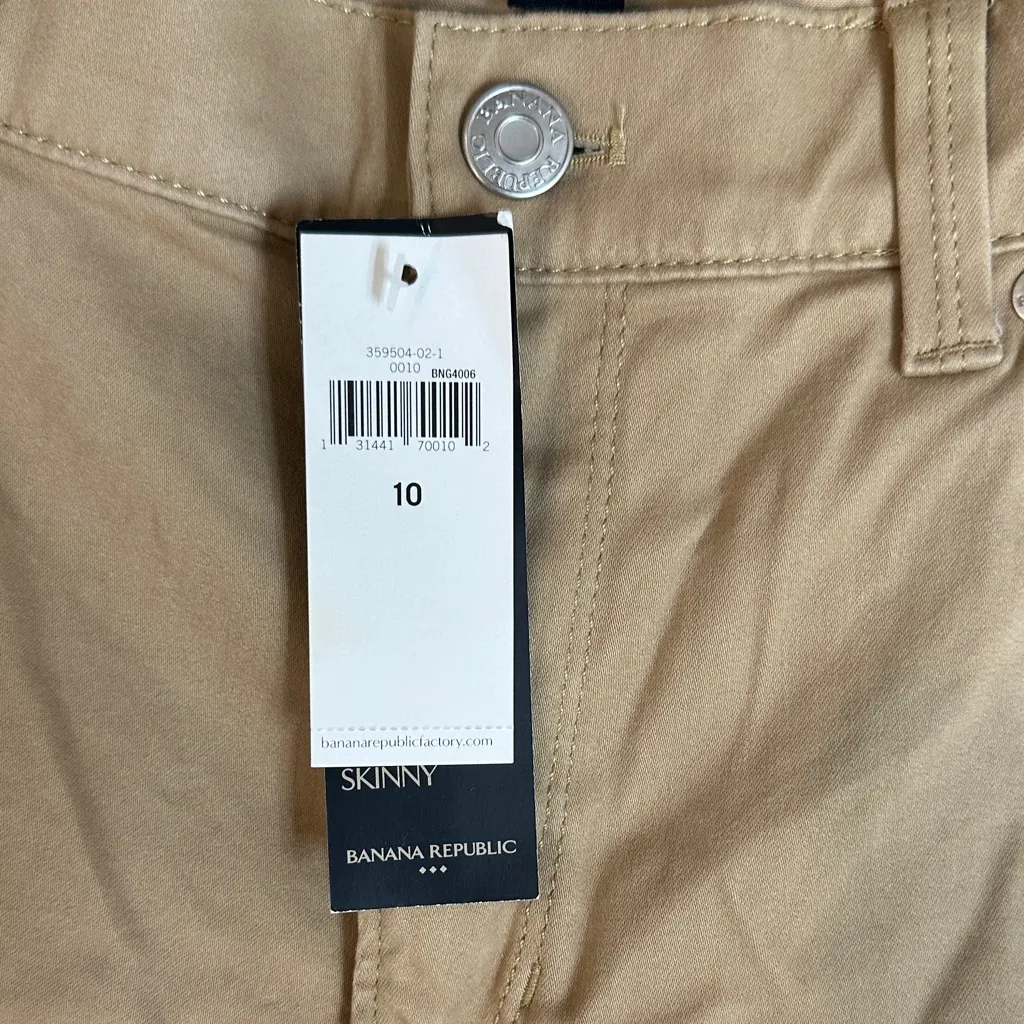 BANANA REPUBLIC
359504-02-1
0010 BNG4006
1 31441 70010 2
10
bananarepublicfactory.com
SKINNY
BANANA REPUBLIC